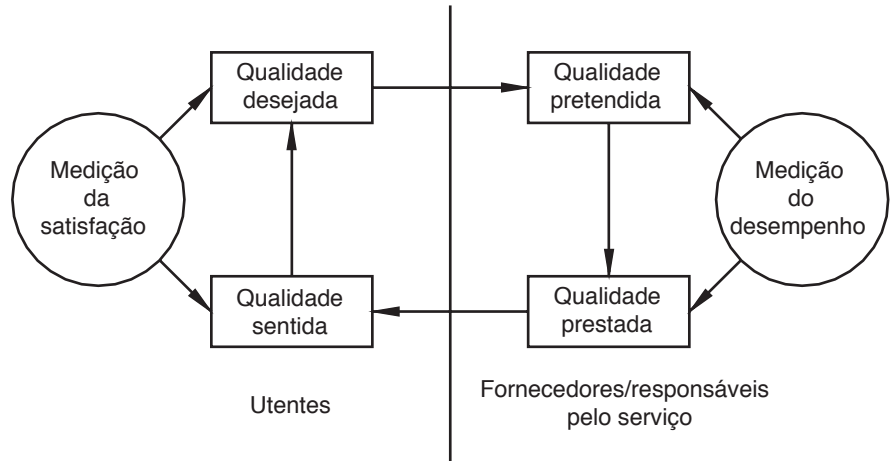 Qualidade
desejada
Qualidade
pretendida
Medição
da
satisfação
Medição
do
desempenho
Qualidade
sentida
Qualidade
prestada
Utentes
Fornecedores/responsáveis
pelo serviço